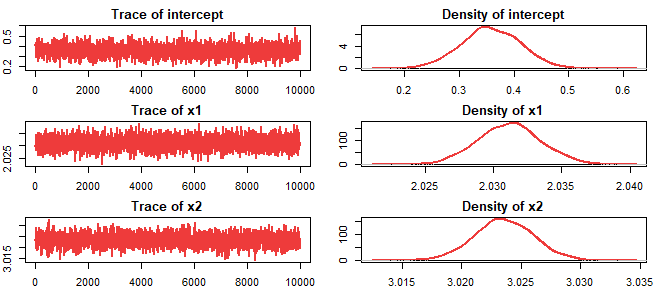 Trace of intercept
0.5
0.2
0 2000 4000 6000 8000 10000
Density of intercept
4
0
0.2 0.3 0.4 0.5 0.6
Trace of x1
2.025
0 2000 4000 6000 8000 10000
Density of x1
100
0
2.025 2.030 2.035 2.040
Trace of x2
3.015
0 2000 4000 6000 8000 10000
Density of x2
100
0
3.015 3.020 3.025 3.030 3.035